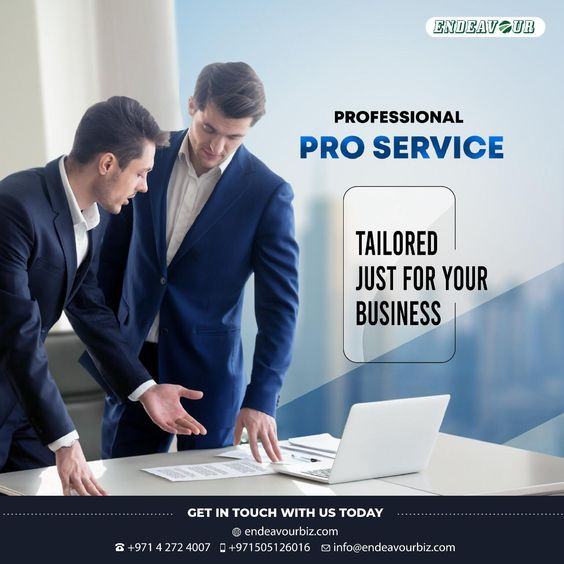 ENDEAVOUR
PROFESSIONAL
PRO SERVICE
TAILORED
JUST FOR YOUR
BUSINESS
GET IN TOUCH WITH US TODAY
endeavourbiz.com
+971 4 272 4007 +971505126016 info@endeavourbiz.com